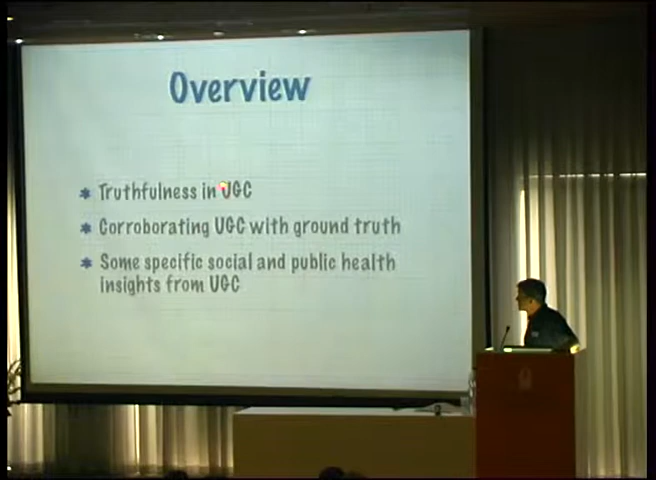 Overview
* Truthfulness in UGC
* Corroborating UGC with ground truth
* Some specific social and public health
insights from UGC